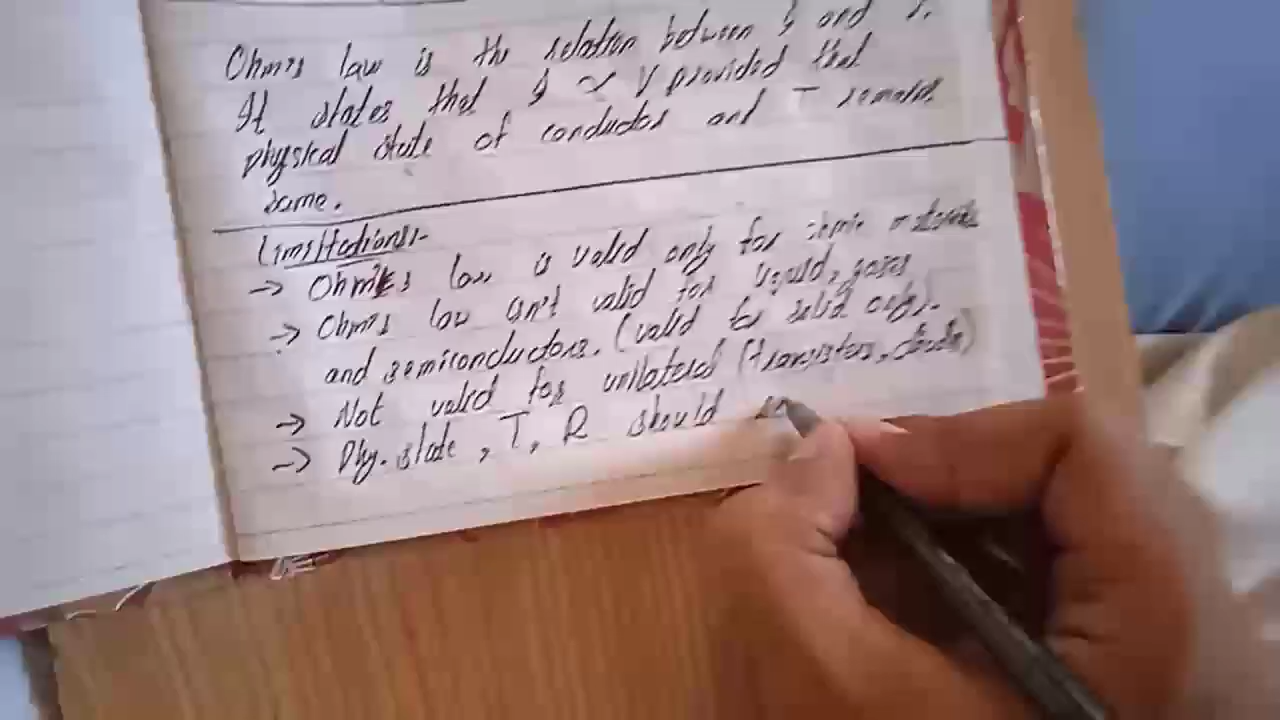 Ohm's law is the relation between I and V.
It states that I ∝ V provided that
physical state of conductor and T remains
same.
Limitations:-
→ Ohm's law is valid only for ohmic materials
→ Ohm's law isn't valid for liquid, gases
and semiconductors. (valid for solid only).
→ Not valid for unilateral (transistors, diode)
→ Phy. state, T, R should